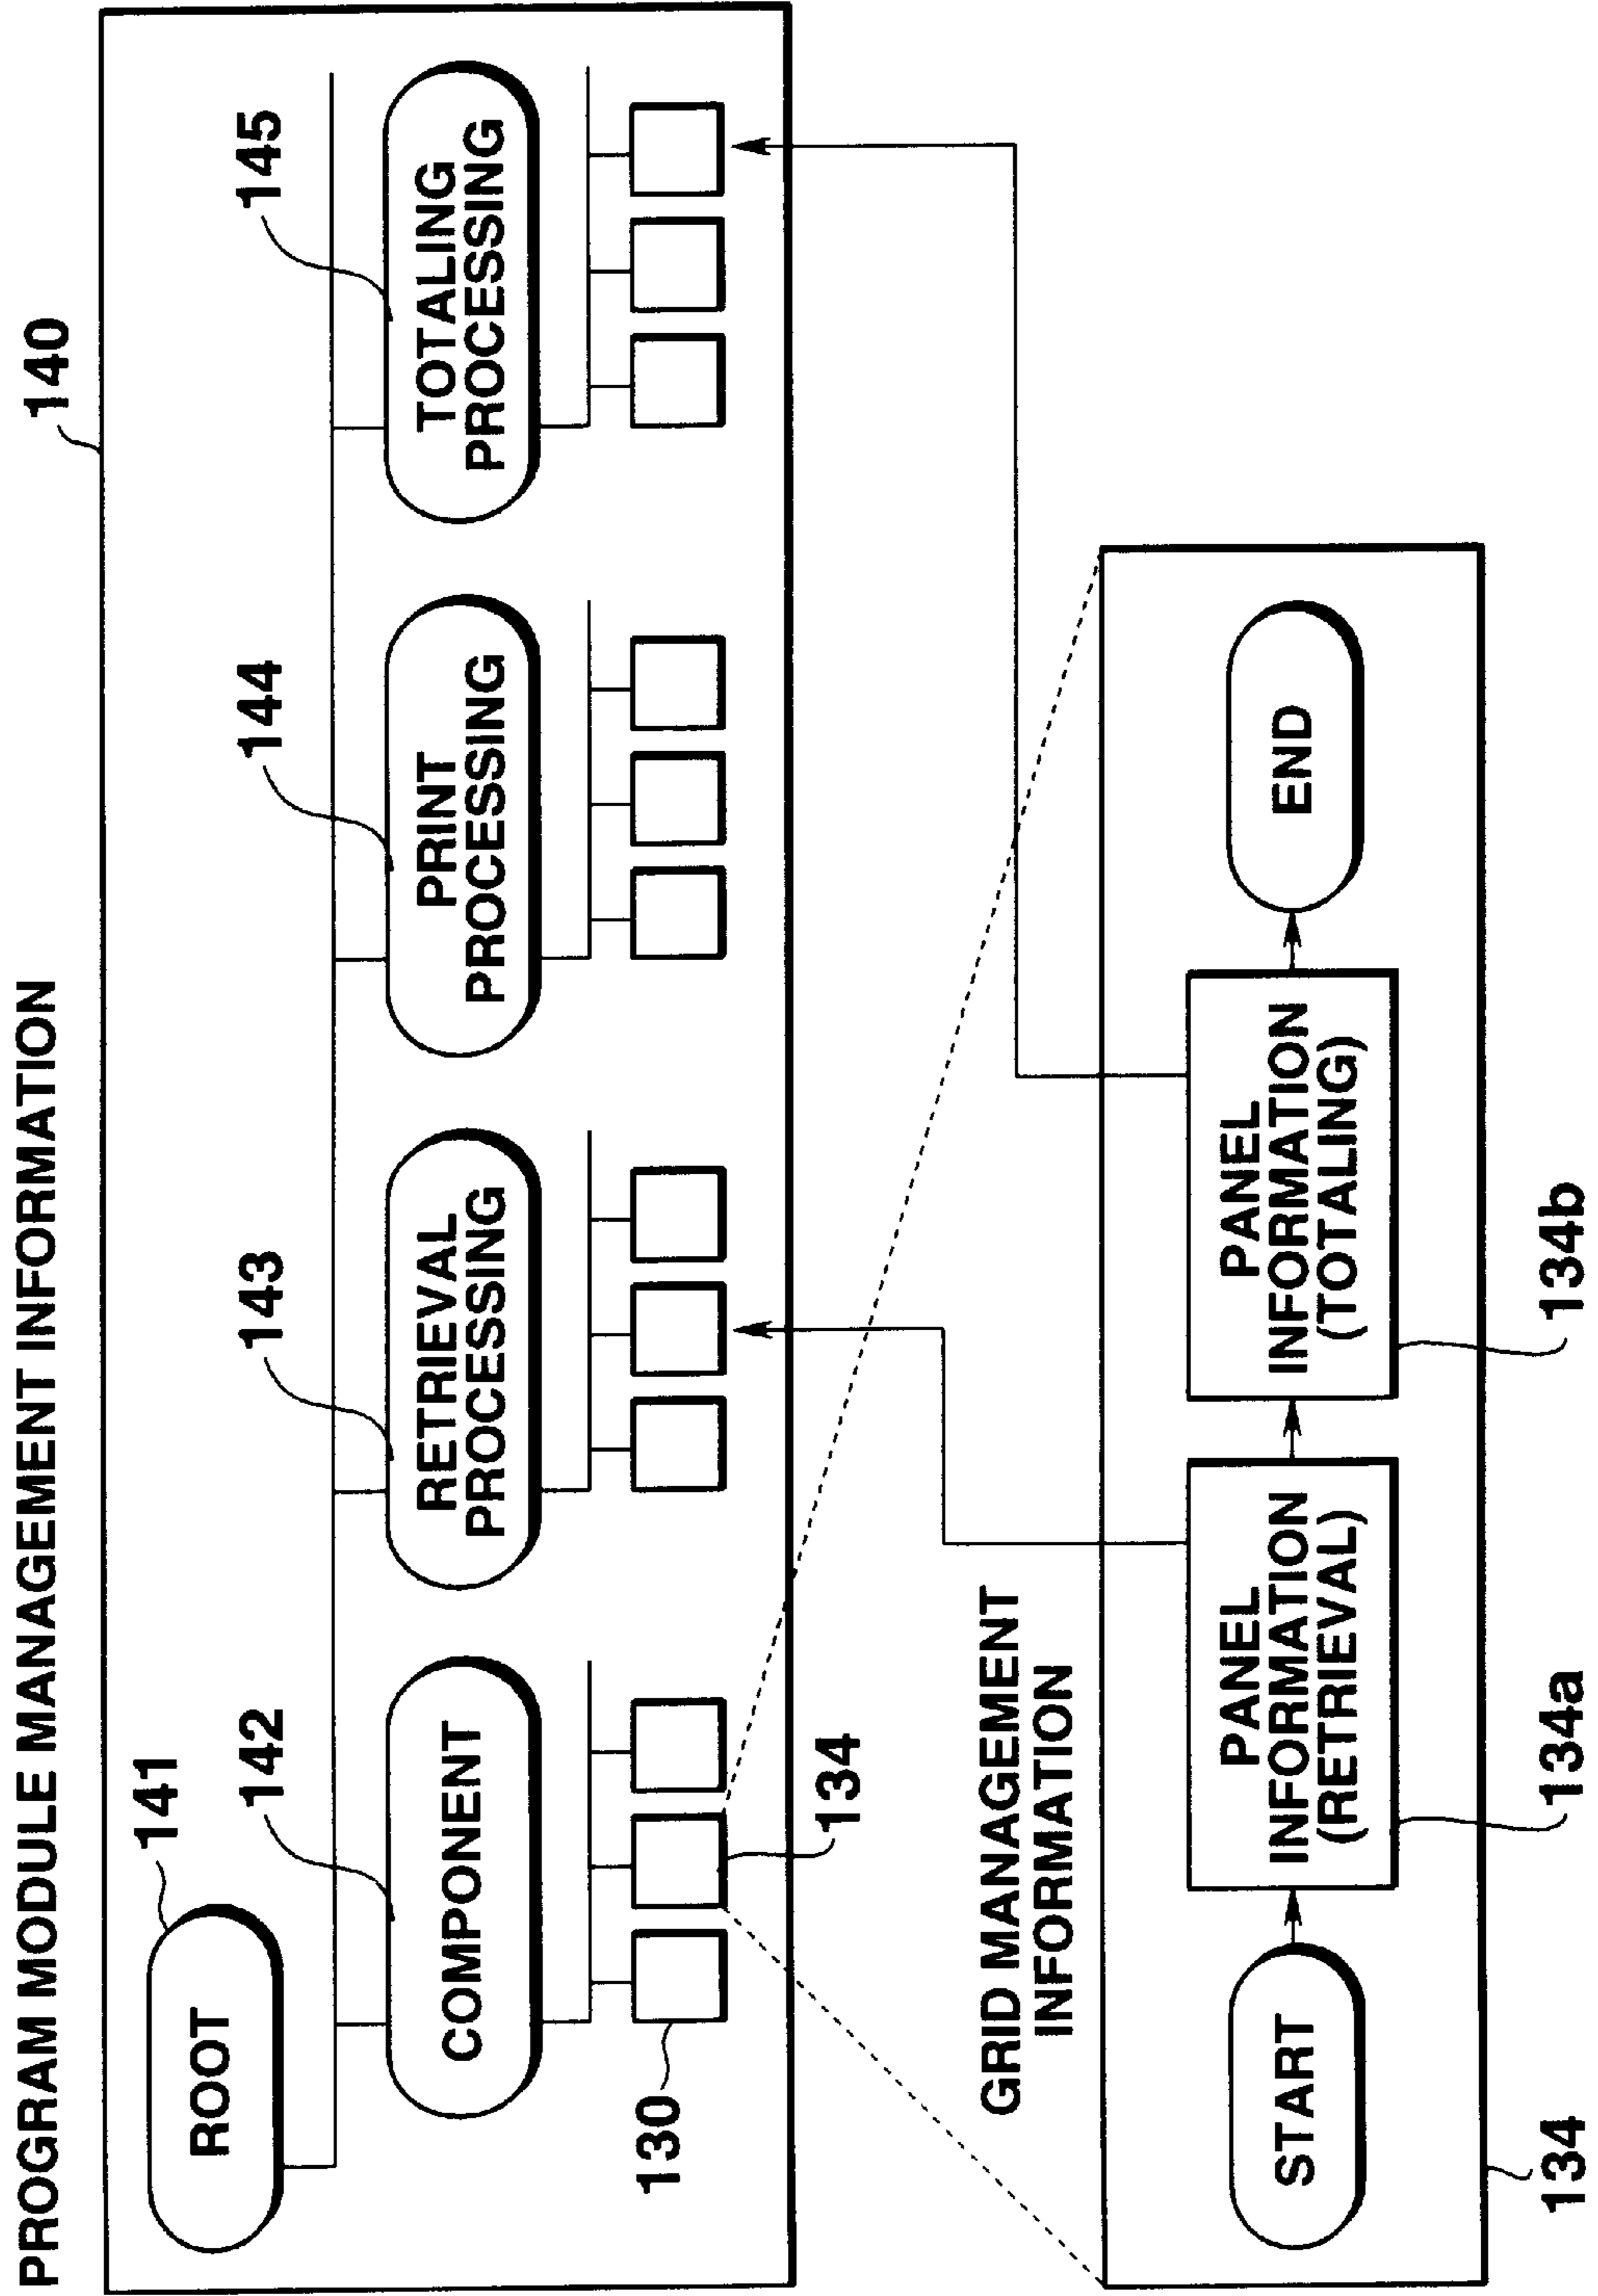 PROGRAM MODULE MANAGEMENT INFORMATION
140
141
ROOT
142
143
144
145
COMPONENT
RETRIEVAL
PROCESSING
PRINT
PROCESSING
TOTALING
PROCESSING
130
134
GRID MANAGEMENT
INFORMATION
START
PANEL
INFORMATION
(RETRIEVAL)
PANEL
INFORMATION
(TOTALING)
END
134
134a
134b